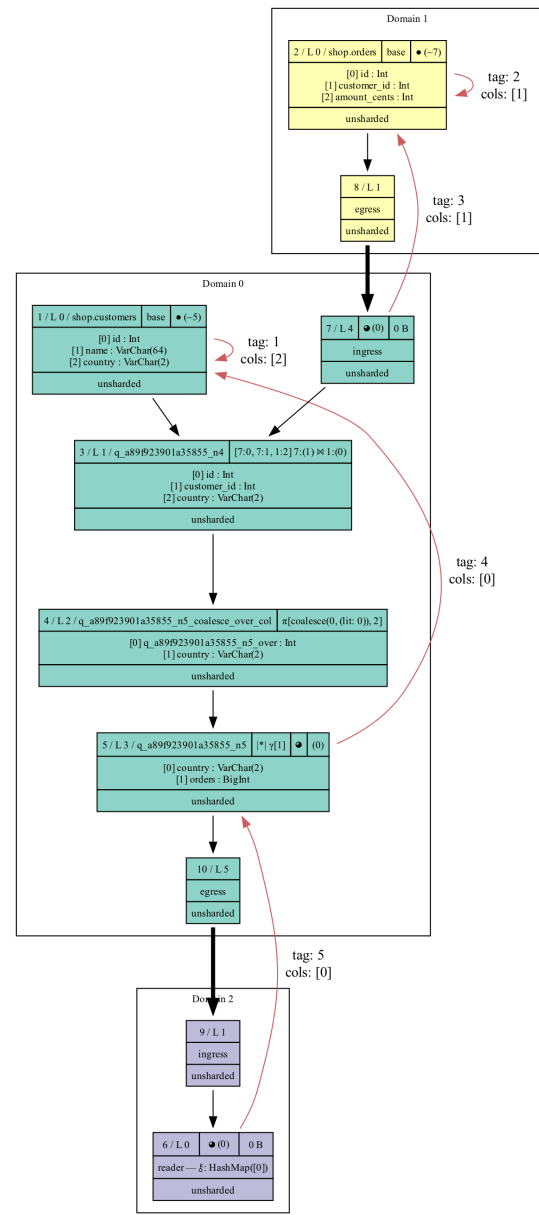 Domain 1
2 / L 0 / shop.orders base ● (~7)
[0] id : Int
[1] customer_id : Int
[2] amount_cents : Int
unsharded
tag: 2
cols: [1]
8 / L 1
egress
unsharded
tag: 3
cols: [1]
Domain 0
1 / L 0 / shop.customers base ● (~5)
[0] id : Int
[1] name : VarChar(64)
[2] country : VarChar(2)
unsharded
tag: 1
cols: [2]
7 / L 4 ◕ (0) 0 B
ingress
unsharded
3 / L 1 / q_a89f923901a35855_n4 [7:0, 7:1, 1:2] 7:(1) ⋈ 1:(0)
[0] id : Int
[1] customer_id : Int
[2] country : VarChar(2)
unsharded
tag: 4
cols: [0]
4 / L 2 / q_a89f923901a35855_n5_coalesce_over_col π[coalesce(0, (lit: 0)), 2]
[0] q_a89f923901a35855_n5_over : Int
[1] country : VarChar(2)
unsharded
5 / L 3 / q_a89f923901a35855_n5 |*| γ[1] ◕ (0)
[0] country : VarChar(2)
[1] orders : BigInt
unsharded
10 / L 5
egress
unsharded
tag: 5
cols: [0]
Domain 2
9 / L 1
ingress
unsharded
6 / L 0 ◕ (0) 0 B
reader — ⚷: HashMap([0])
unsharded